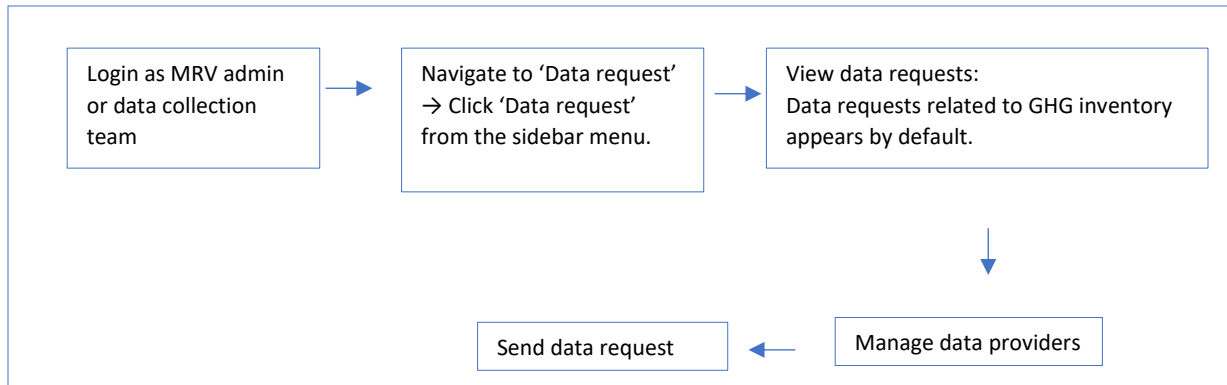 Login as MRV admin
or data collection
team
Navigate to ‘Data request’
→ Click ‘Data request’
from the sidebar menu.
View data requests:
Data requests related to GHG inventory
appears by default.
Manage data providers
Send data request